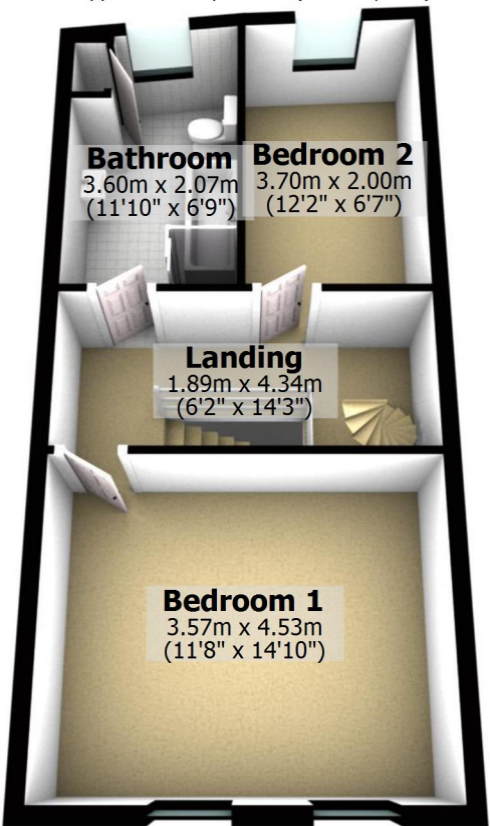 Bathroom
3.60m x 2.07m
(11'10" x 6'9")
Bedroom 2
3.70m x 2.00m
(12'2" x 6'7")
Landing
1.89m x 4.34m
(6'2" x 14'3")
Bedroom 1
3.57m x 4.53m
(11'8" x 14'10")